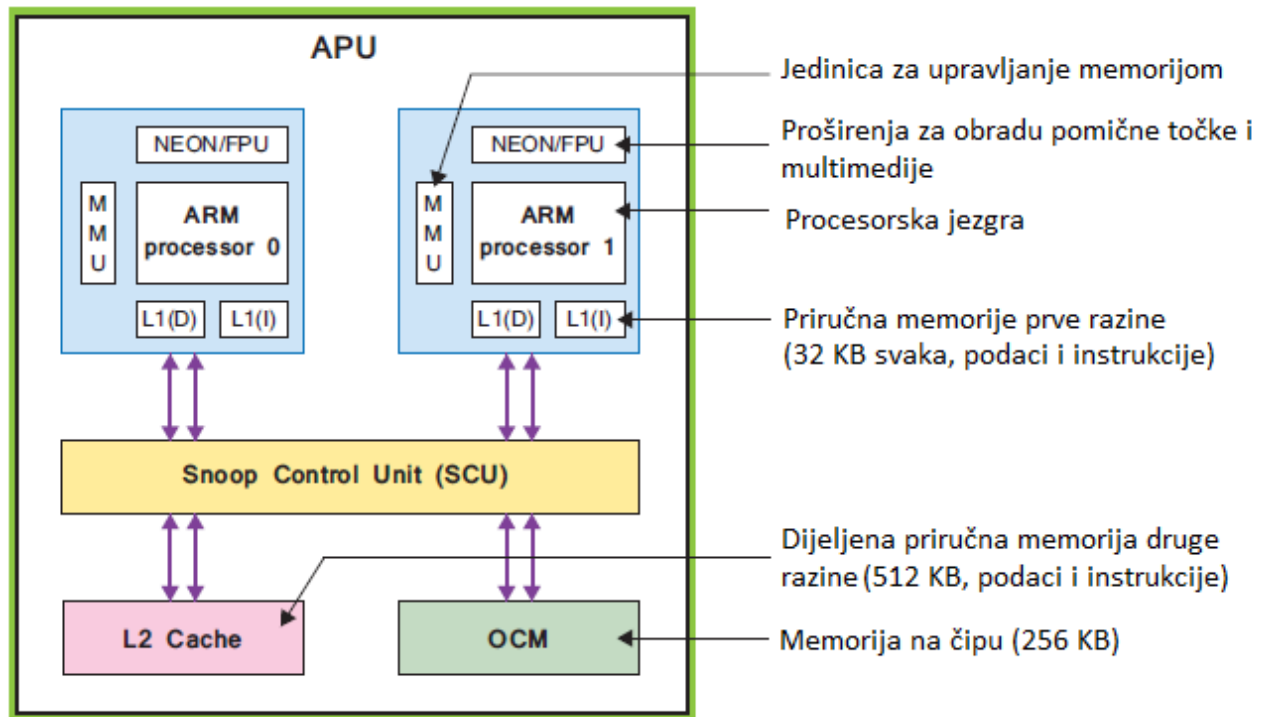 APU
NEON/FPU
M
M
U
ARM
processor 0
L1(D)
L1(I)
NEON/FPU
M
M
U
ARM
processor 1
L1(D)
L1(I)
Snoop Control Unit (SCU)
L2 Cache
OCM
Jedinica za upravljanje memorijom
Proširenja za obradu pomične točke i
multimedije
Procesorska jezgra
Priručna memorije prve razine
(32 KB svaka, podaci i instrukcije)
Dijeljena priručna memorija druge
razine (512 KB, podaci i instrukcije)
Memorija na čipu (256 KB)